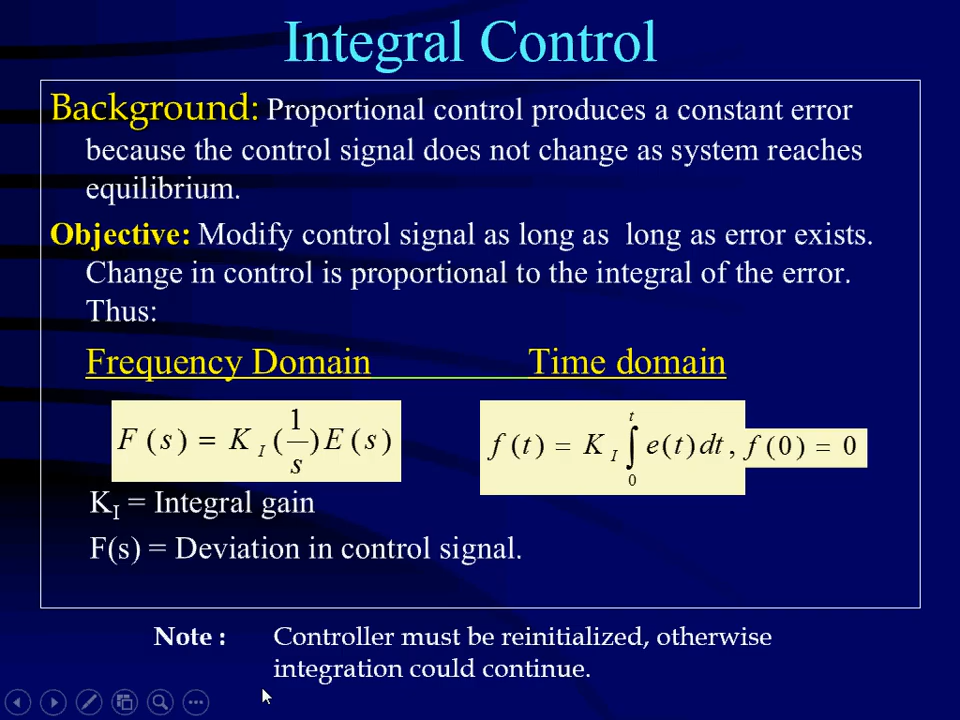 Integral Control
Background: Proportional control produces a constant error
because the control signal does not change as system reaches
equilibrium.
Objective: Modify control signal as long as  long as error exists.
Change in control is proportional to the integral of the error.
Thus:
Frequency Domain Time domain
F(s) = K_I (1/s) E(s)
f(t) = K_I ∫_0^t e(t)dt, f(0) = 0
K_I = Integral gain
F(s) = Deviation in control signal.
Note : Controller must be reinitialized, otherwise
integration could continue.